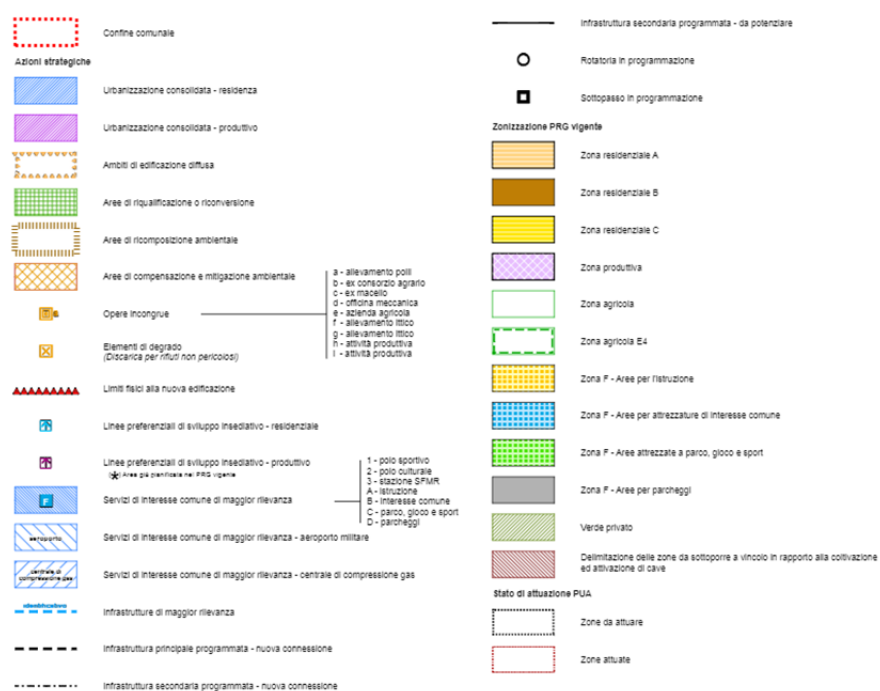 Confine comunale
Azioni strategiche
Urbanizzazione consolidata - residenza
Urbanizzazione consolidata - produttivo
Ambiti di edificazione diffusa
Aree di riqualificazione o riconversione
Aree di ricomposizione ambientale
Aree di compensazione e mitigazione ambientale
Opere incongrue
a - allevamento polli
b - ex consorzio agrario
c - ex macello
d - officina meccanica
e - azienda agricola
f - allevamento ittico
g - allevamento ittico
h - attività produttiva
i - attività produttiva
Elementi di degrado
(Discarica per rifiuti non pericolosi)
Limiti fisici alla nuova edificazione
Linee preferenziali di sviluppo insediativo - residenziale
Linee preferenziali di sviluppo insediativo - produttivo
Aree già pianificate nel PRG vigente
F
Servizi di interesse comune di maggior rilevanza
1 - polo sportivo
2 - polo culturale
3 - stazione SFMR
A - istruzione
B - interesse comune
C - parco, gioco e sport
D - parcheggi
aeroporto
Servizi di interesse comune di maggior rilevanza - aeroporto militare
centrale di
compressione gas
Servizi di interesse comune di maggior rilevanza - centrale di compressione gas
Infrastrutture di maggior rilevanza
Infrastruttura principale programmata - nuova connessione
Infrastruttura secondaria programmata - nuova connessione
Infrastruttura secondaria programmata - da potenziare
Rotatoria in programmazione
Sottopasso in programmazione
Zonizzazione PRG vigente
Zona residenziale A
Zona residenziale B
Zona residenziale C
Zona produttiva
Zona agricola
Zona agricola E4
Zona F - Aree per l'istruzione
Zona F - Aree per attrezzature di interesse comune
Zona F - Aree attrezzate a parco, gioco e sport
Zona F - Aree per parcheggi
Verde privato
Delimitazione delle zone da sottoporre a vincolo in rapporto alla coltivazione
ed attivazione di cave
Stato di attuazione PUA
Zone da attuare
Zone attuate